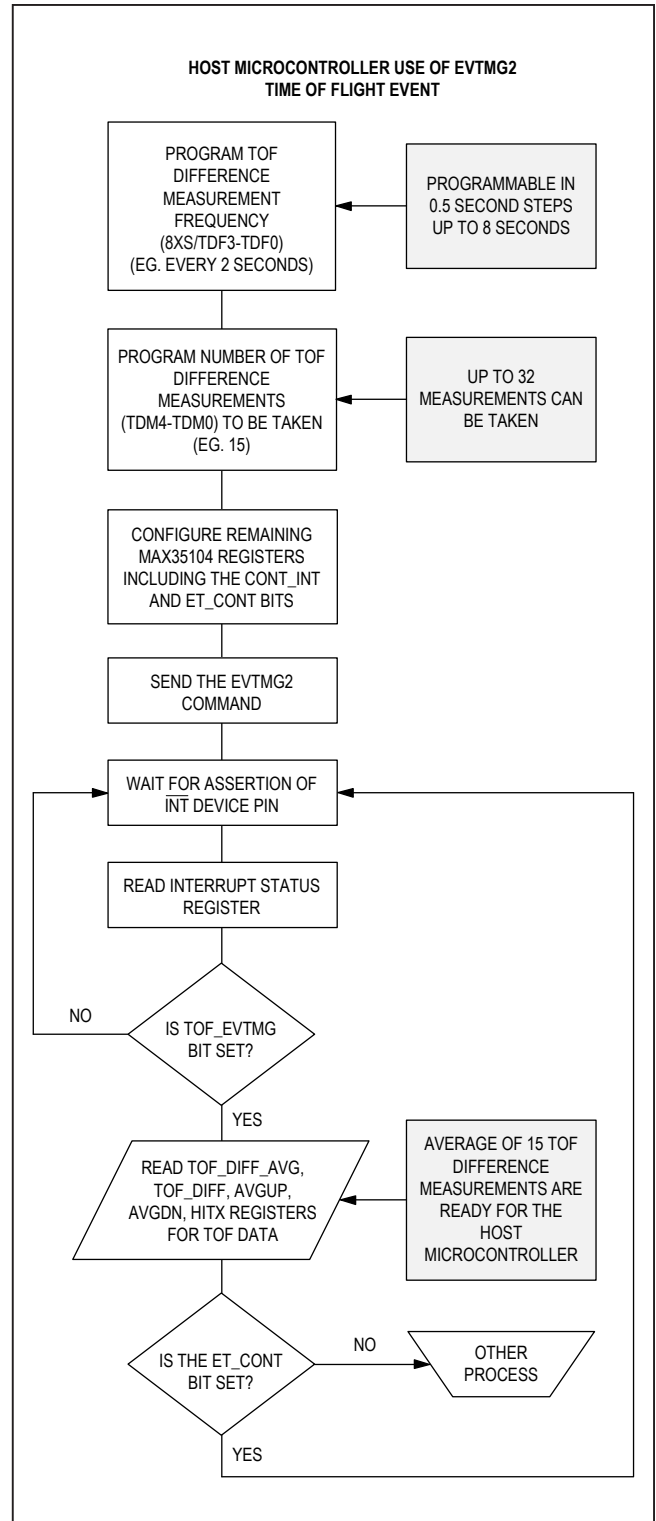 HOST MICROCONTROLLER USE OF EVTMG2
TIME OF FLIGHT EVENT
PROGRAM TOF
DIFFERENCE
MEASUREMENT
FREQUENCY
(8XS/TDF3-TDF0)
(EG. EVERY 2 SECONDS)
PROGRAMMABLE IN
0.5 SECOND STEPS
UP TO 8 SECONDS
PROGRAM NUMBER OF TOF
DIFFERENCE
MEASUREMENTS
(TDM4-TDM0) TO BE TAKEN
(EG. 15)
UP TO 32
MEASUREMENTS CAN
BE TAKEN
CONFIGURE REMAINING
MAX35104 REGISTERS
INCLUDING THE CONT_INT
AND ET_CONT BITS
SEND THE EVTMG2
COMMAND
WAIT FOR ASSERTION OF
INT DEVICE PIN
READ INTERRUPT STATUS
REGISTER
NO
IS TOF_EVTMG
BIT SET?
YES
READ TOF_DIFF_AVG,
TOF_DIFF, AVGUP,
AVGDN, HITX REGISTERS
FOR TOF DATA
AVERAGE OF 15 TOF
DIFFERENCE
MEASUREMENTS ARE
READY FOR THE
HOST
MICROCONTROLLER
IS THE ET_CONT
BIT SET?
NO
OTHER
PROCESS
YES